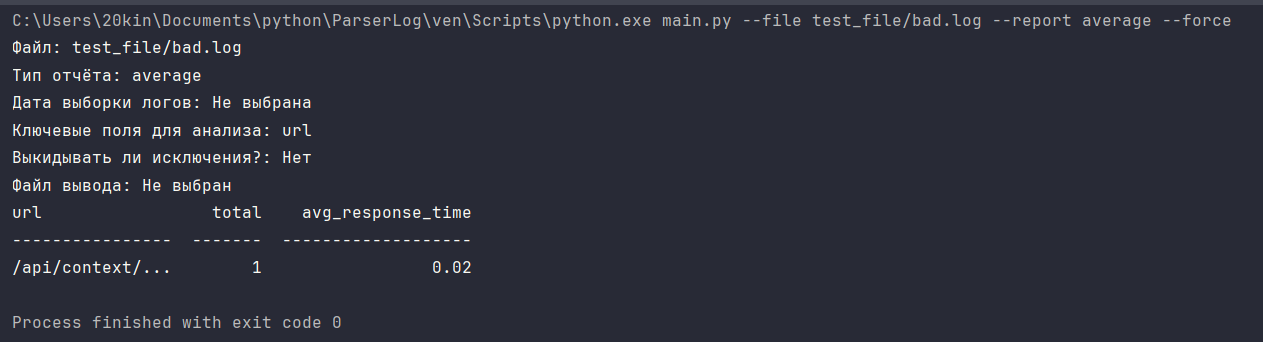 C:\Users\20kin\Documents\python\ParserLog\ven\Scripts\python.exe main.py --file test_file/bad.log --report average --force
Файл: test_file/bad.log
Тип отчёта: average
Дата выборки логов: Не выбрана
Ключевые поля для анализа: url
Выкидывать ли исключения?: Нет
Файл вывода: Не выбран
url                 total    avg_response_time
----------------  -------  -------------------
/api/context/...        1                 0.02
Process finished with exit code 0